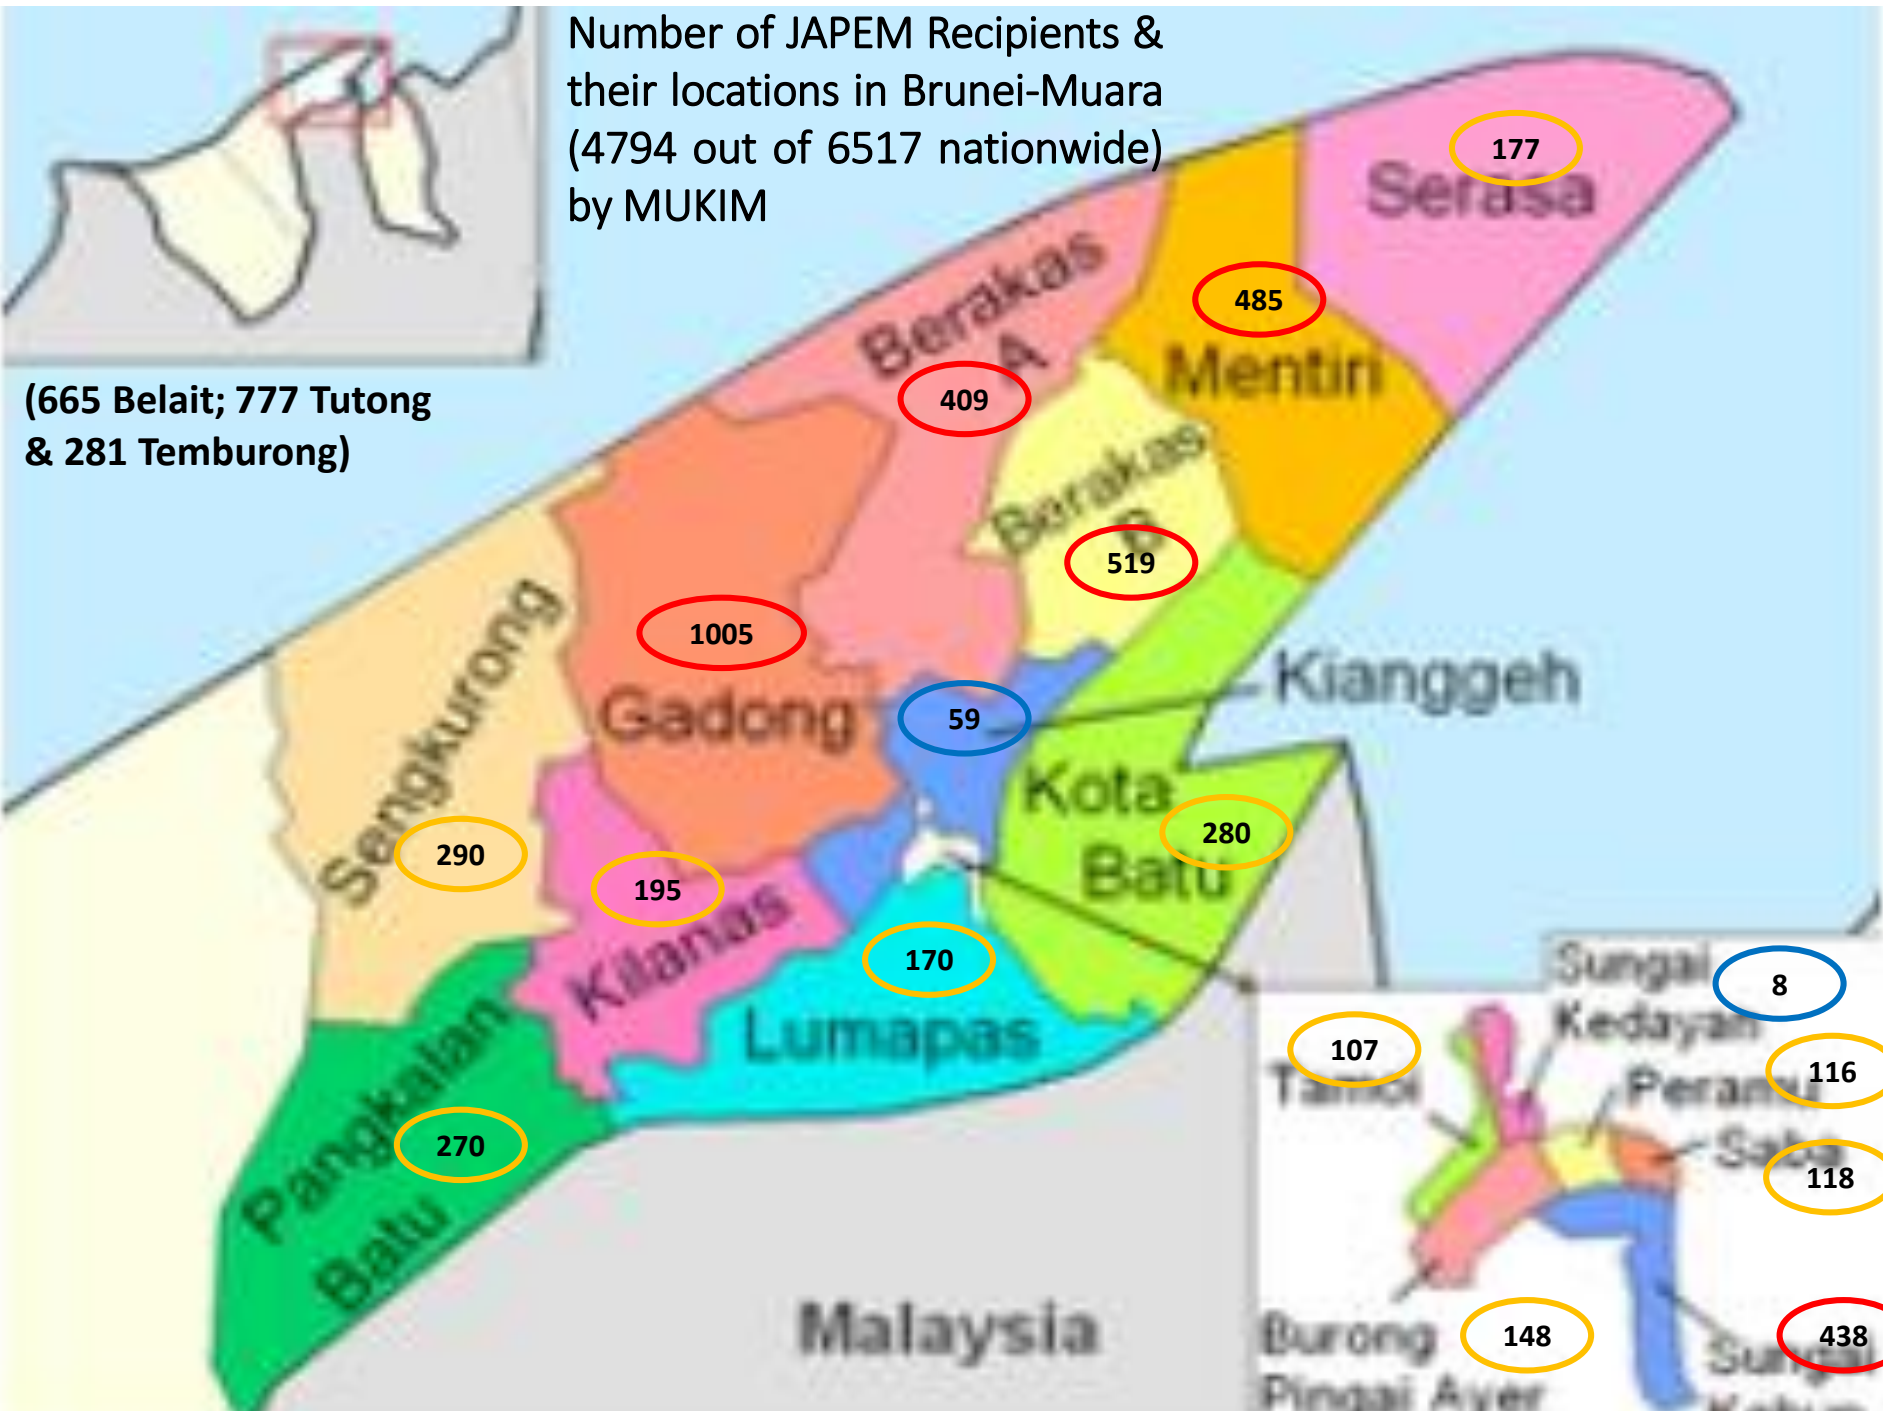 Number of JAPEM Recipients &
their locations in Brunei-Muara
(4794 out of 6517 nationwide)
by MUKIM
(665 Belait; 777 Tutong
& 281 Temburong)
177
Serasa
485
Mentiri
Berakas
A
409
Berakas
B
519
1005
Gadong
59
Kianggeh
Sengkurong
290
195
Kilanas
Kota
Batu
280
170
Lumapas
Pangkalan
Batu
270
Malaysia
Sungai
Kedayan
8
107
Tamoi
116
Peramu
Saba
118
Burong
Pingai Ayer
148
438
Sungai